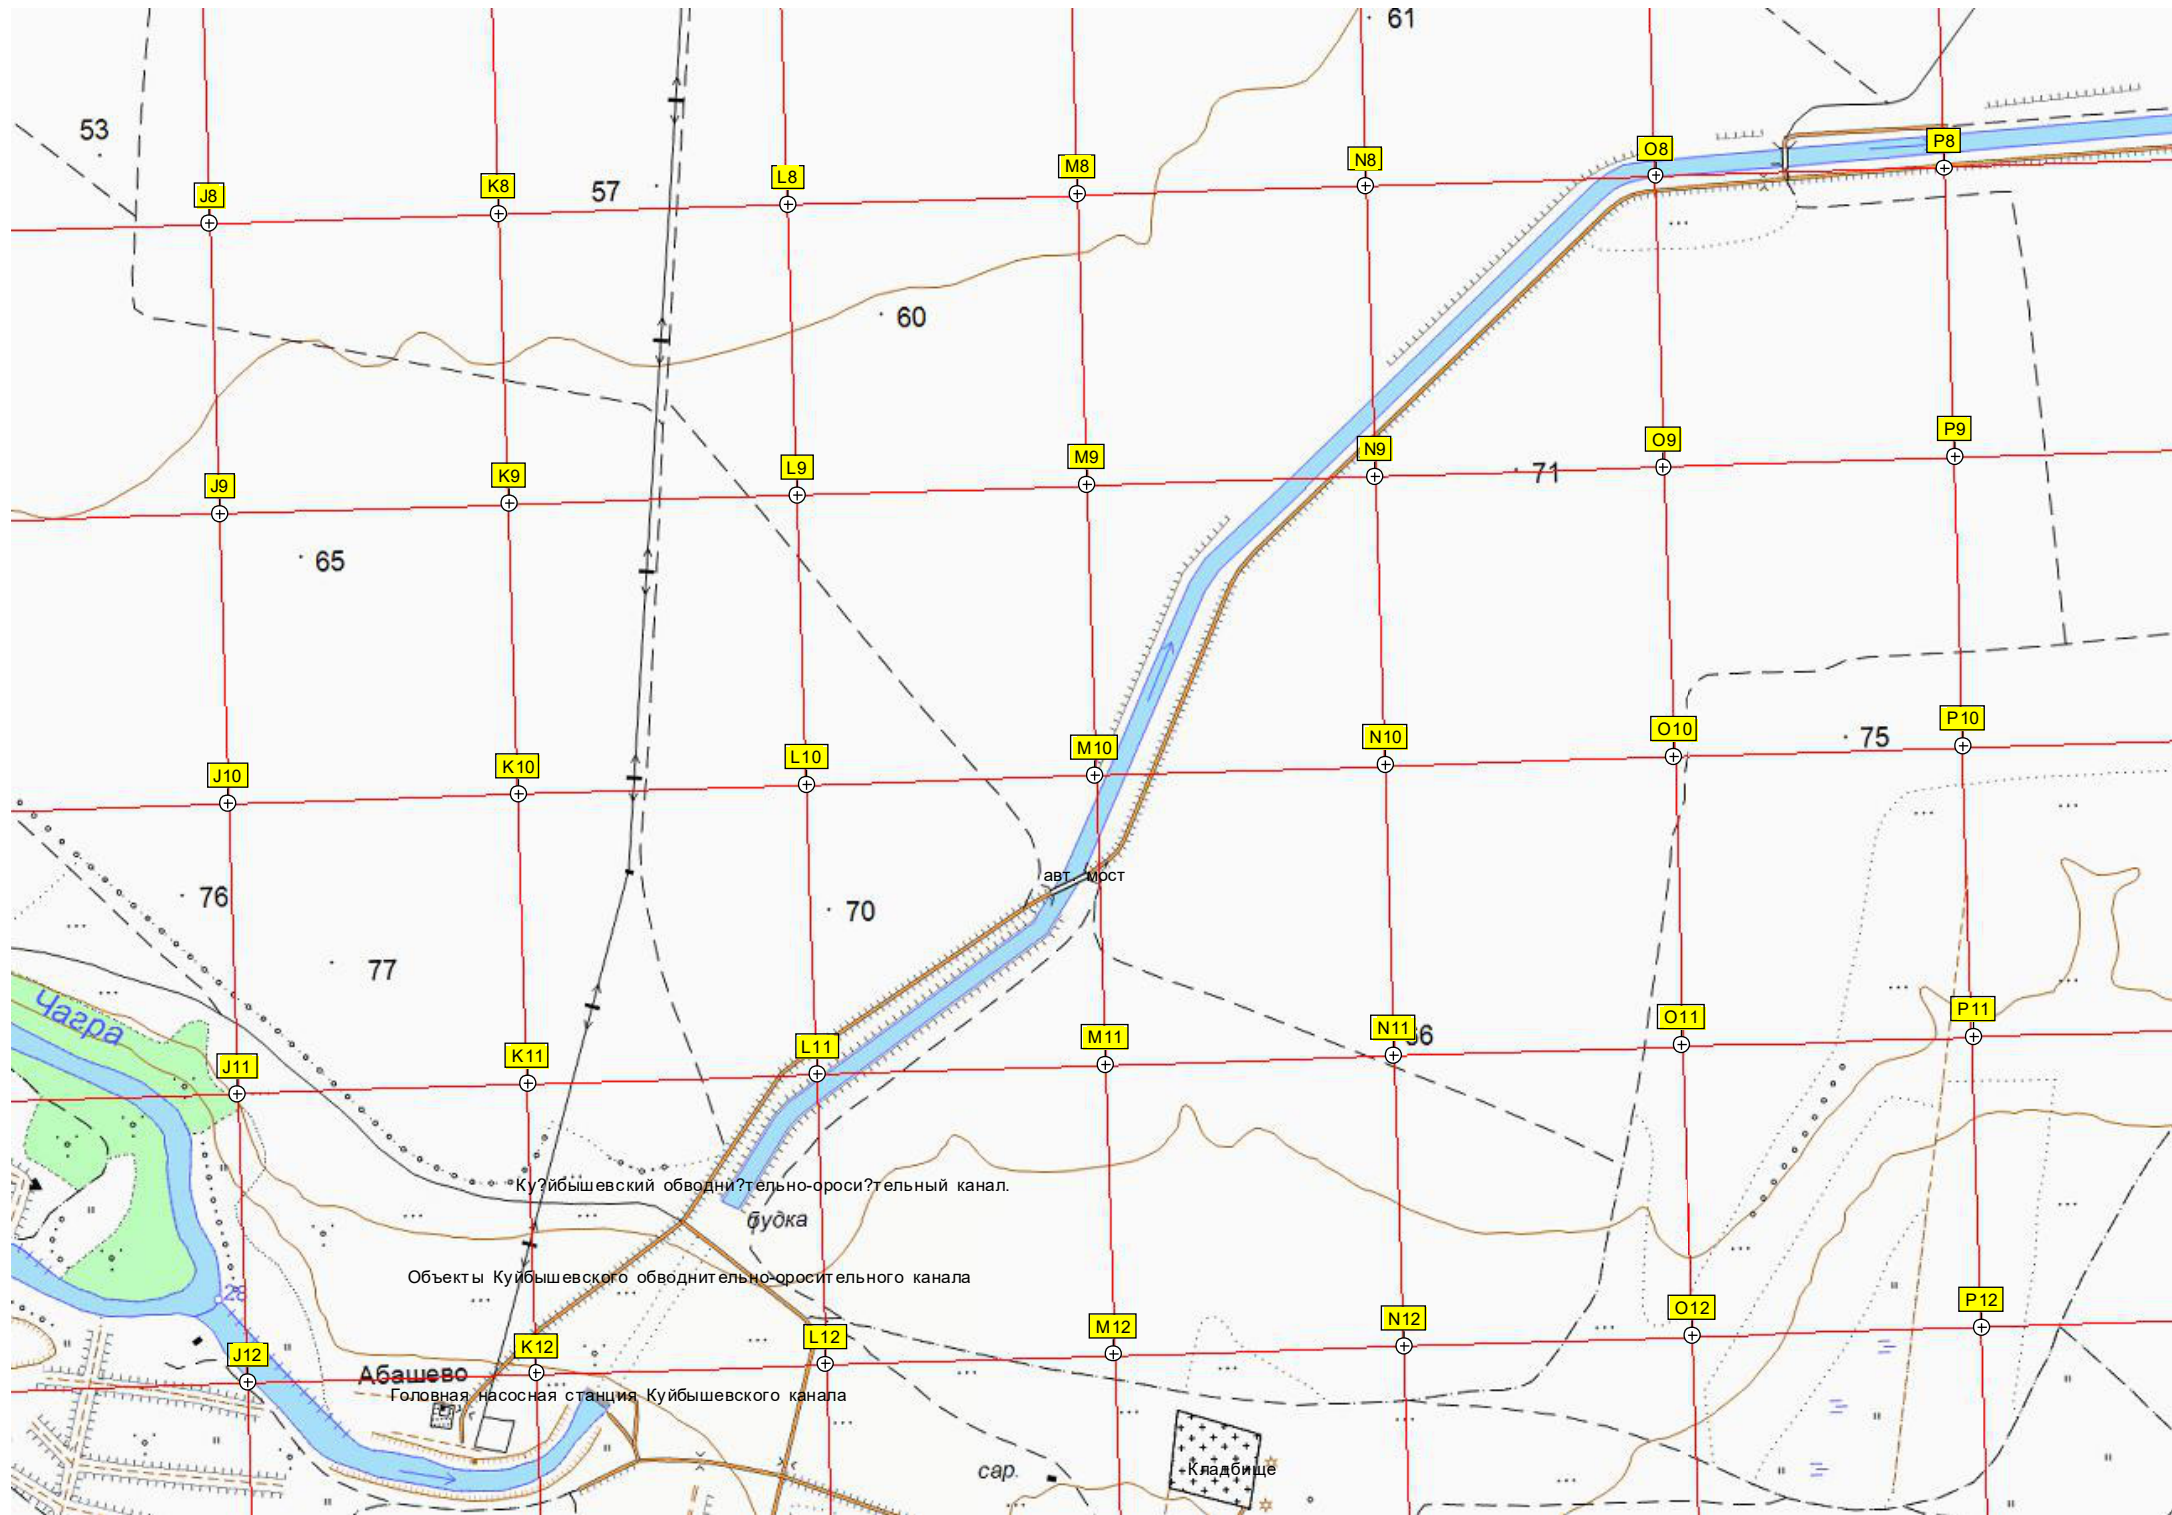 61
53
J8
K8
57
L8
M8
N8
O8
P8
60
J9
K9
L9
M9
N9
71
O9
P9
65
J10
K10
L10
M10
N10
O10
75
P10
76
77
70
авт. мост
Чагра
J11
K11
L11
M11
N11
66
O11
P11
Ку?йбышевский обводни?тельно-ороси?тельный канал.
будка
Объекты Куйбышевского обводнительно-оросительного канала
28
J12
K12
L12
M12
N12
O12
P12
Абашево
Головная насосная станция Куйбышевского канала
сар.
Кладбище